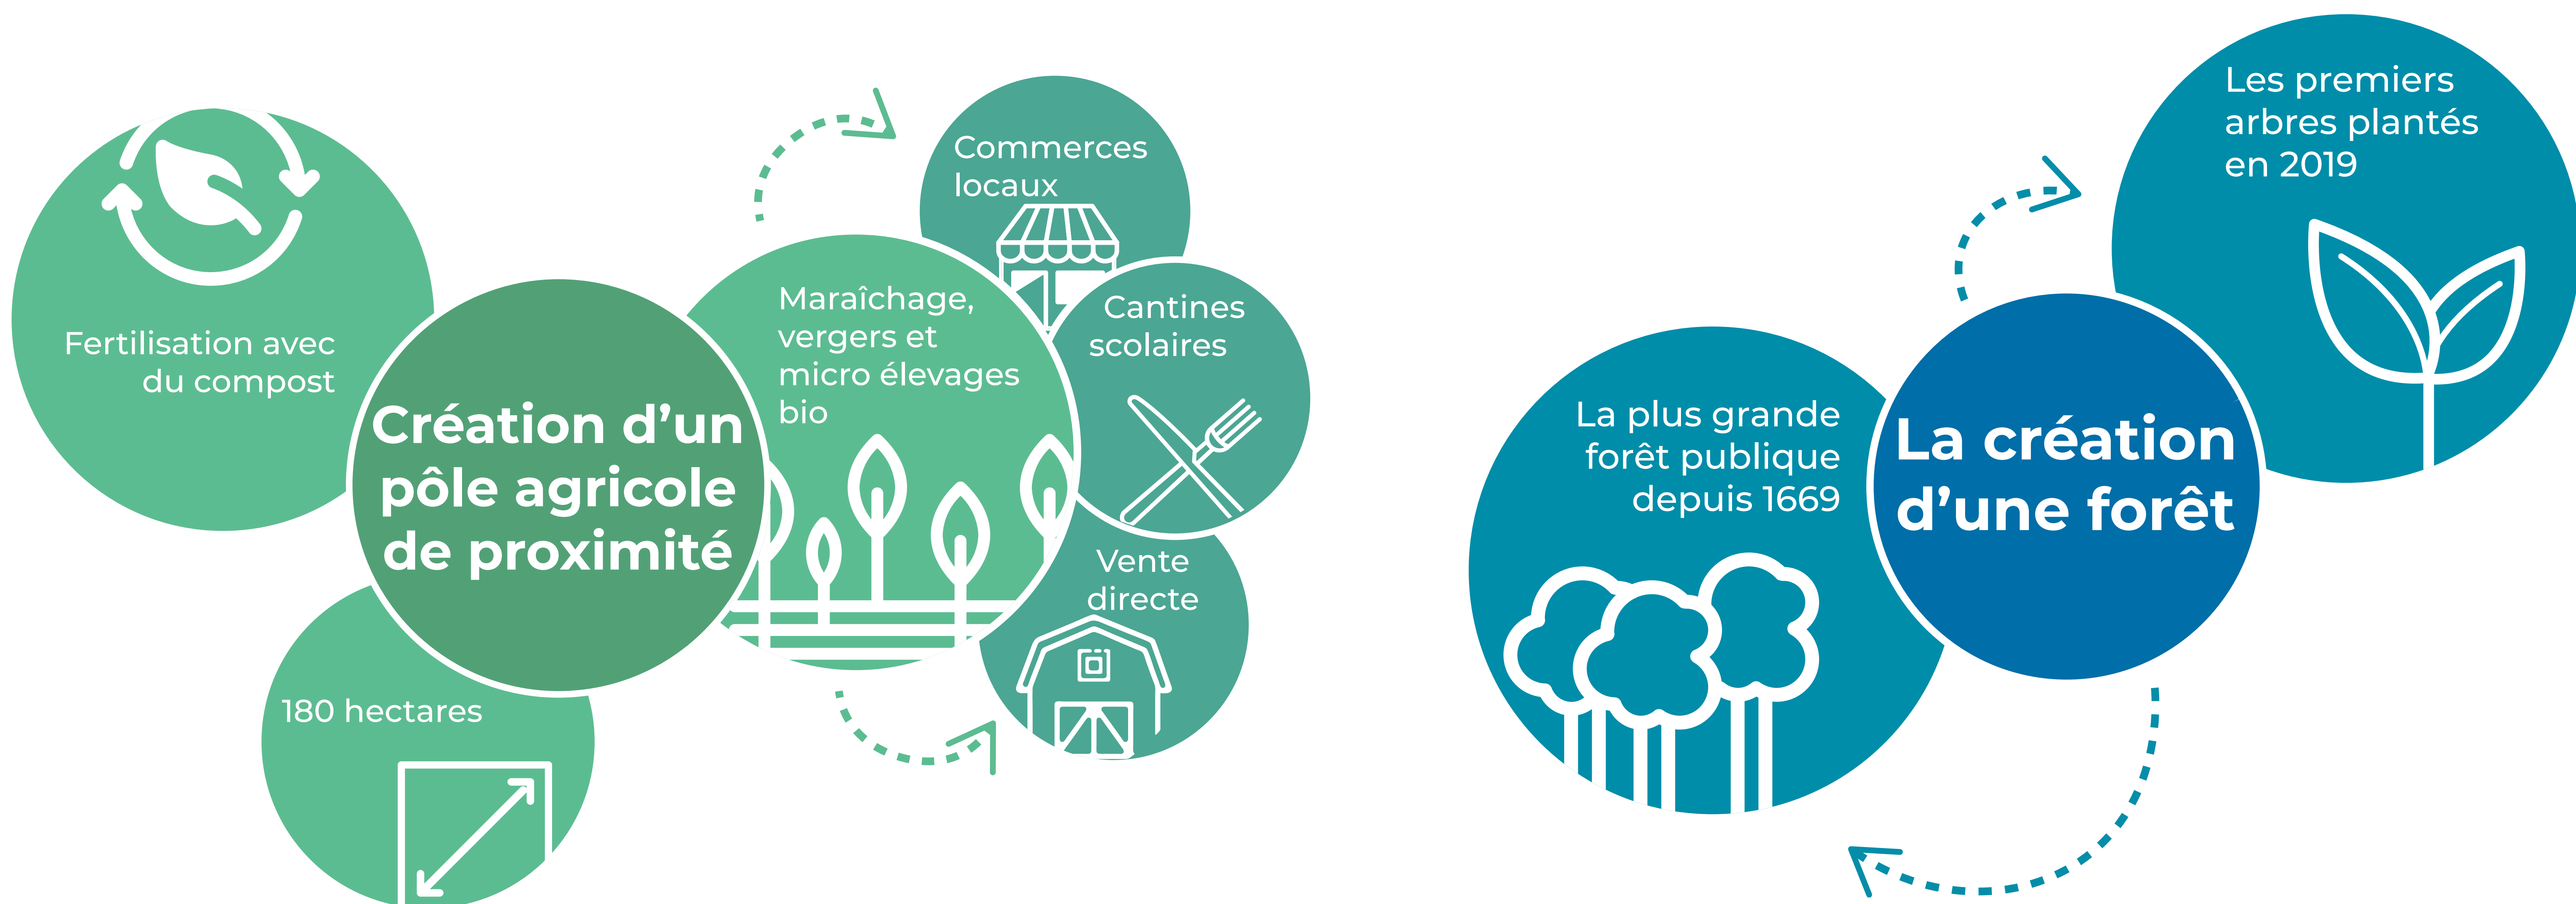 Fertilisation avec
du compost
Création d’un
pôle agricole
de proximité
180 hectares
Maraîchage,
vergers et
micro élevages
bio
Commerces
locaux
Cantines
scolaires
Vente
directe
La plus grande
forêt publique
depuis 1669
La création
d’une forêt
Les premiers
arbres plantés
en 2019